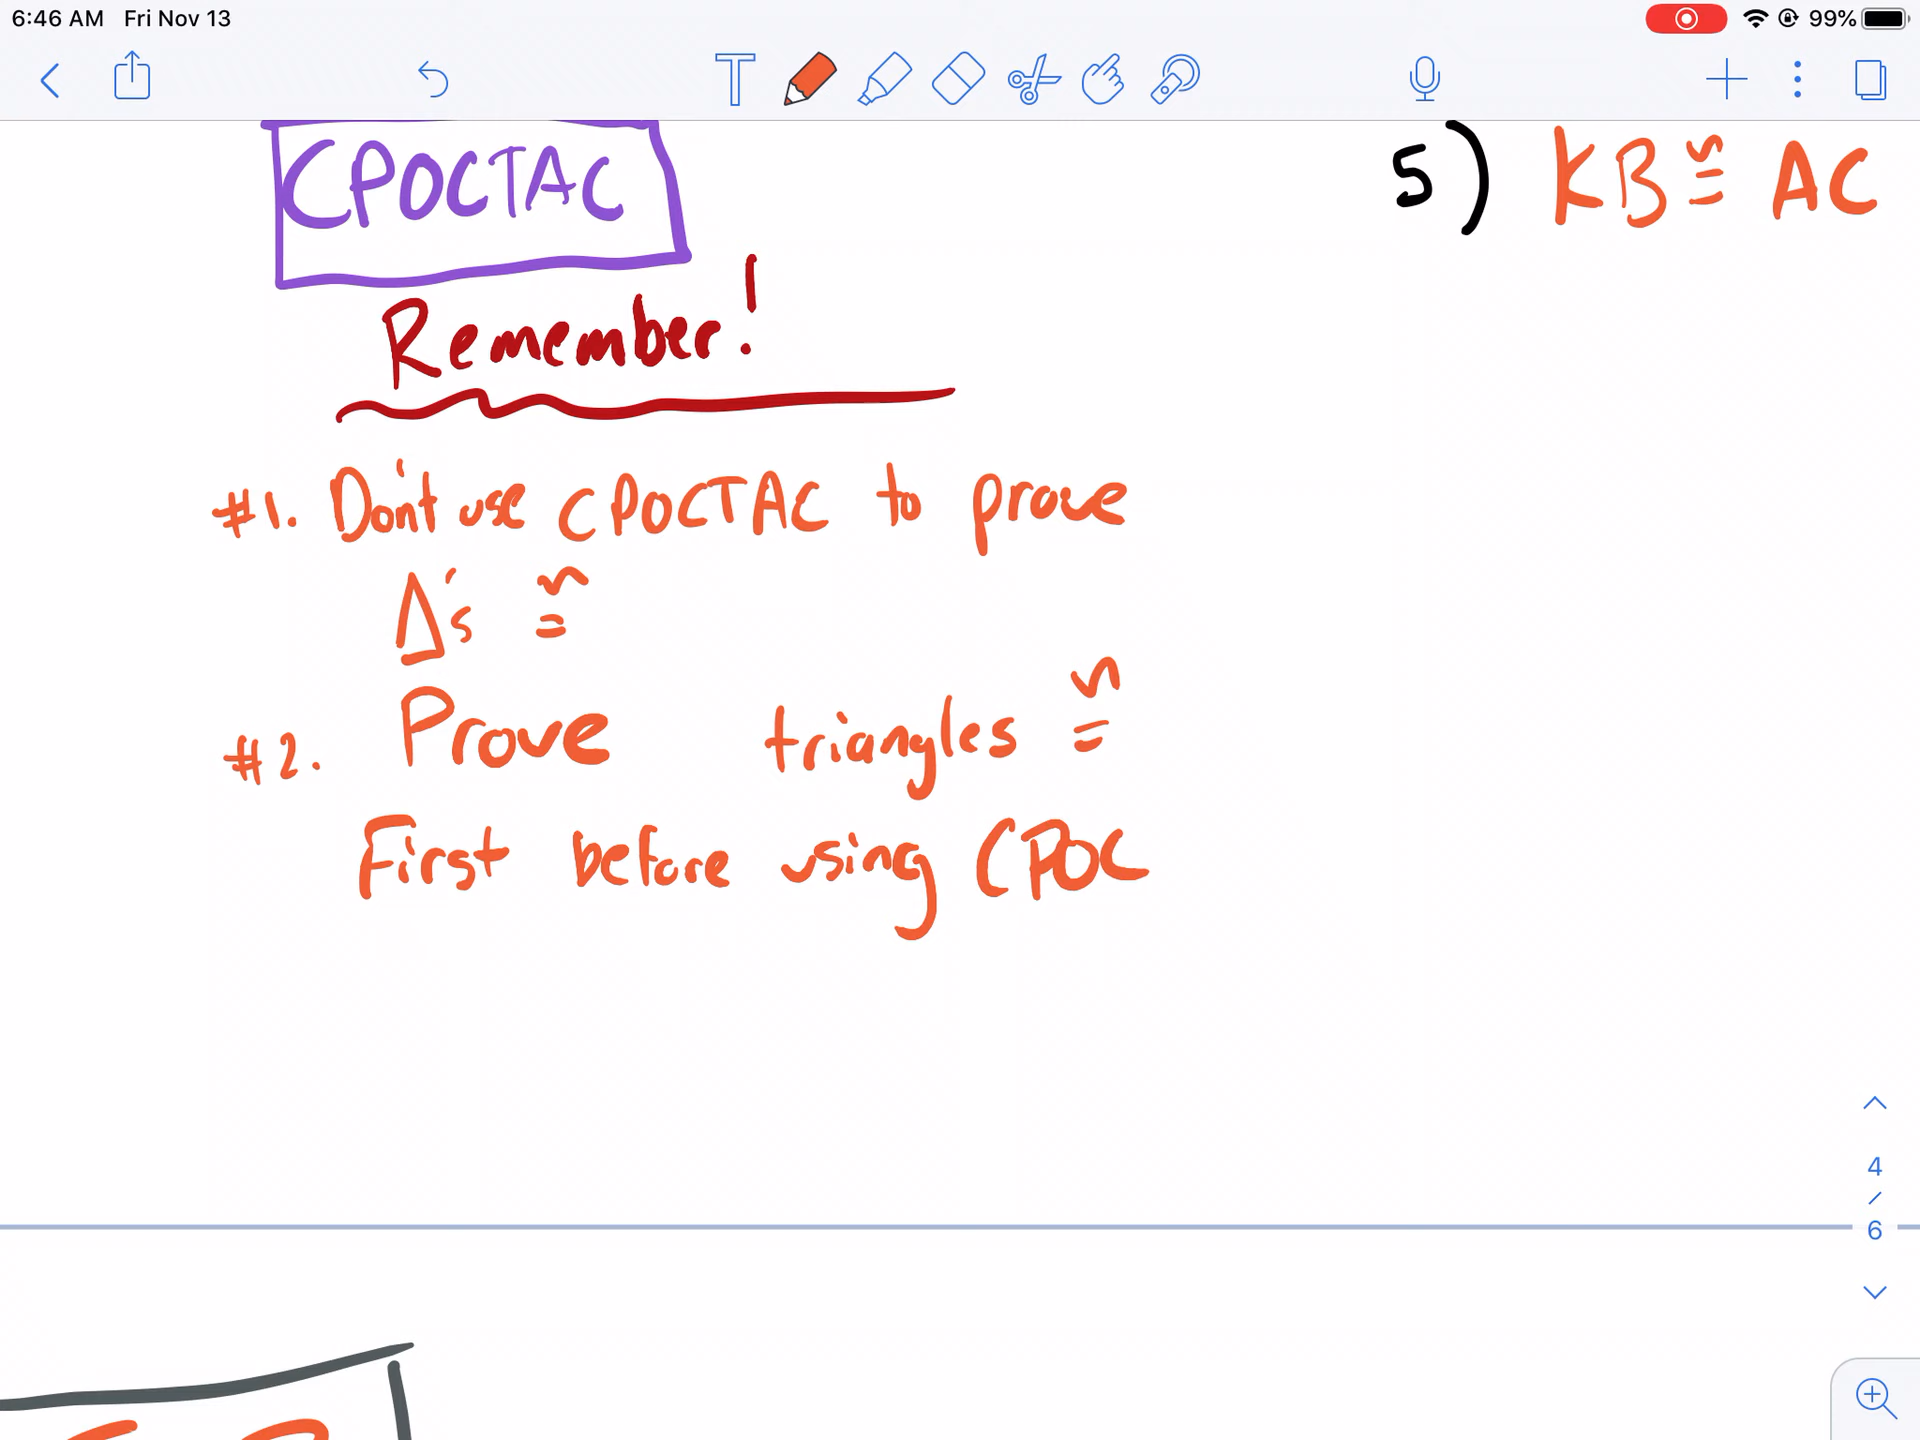 6:46 AM Fri Nov 13
99%
T
CPOCTAC
5) KB ≅ AC
Remember!
#1. Don't use CPOCTAC to prove
Δ's ≅
#2. Prove triangles ≅
First before using CPOC
4
/
6